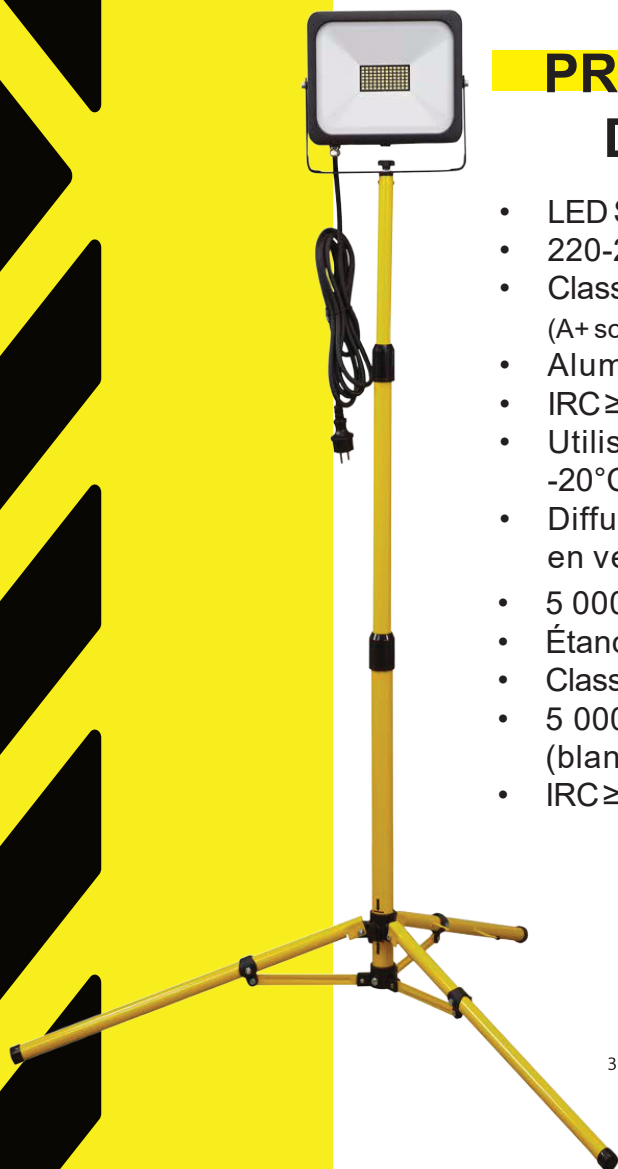 PR
D
• LED S
• 220-2
• Class
(A+ so
• Alum
• IRC≥
• Utilis
-20°C
• Diffu
en ve
• 5 000
• Étanc
• Class
• 5 000
(blan
• IRC≥
3